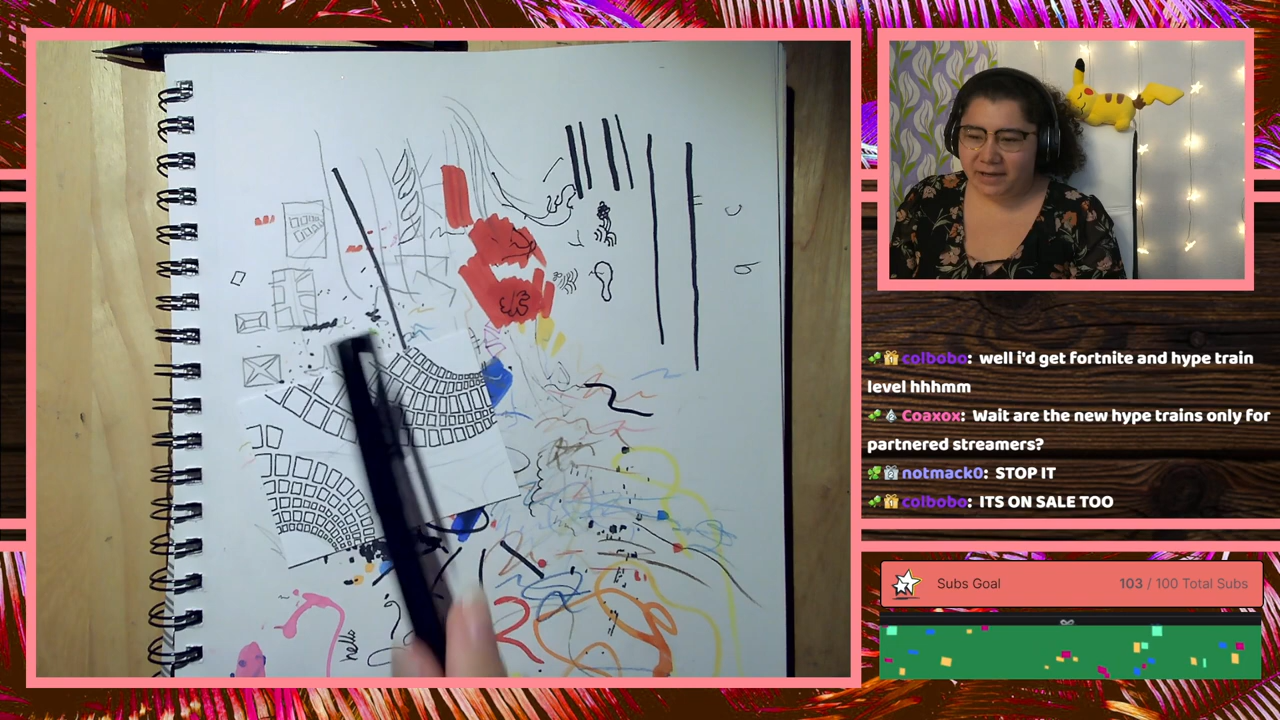 hello
colbobo: well i'd get fortnite and hype train
level hhhmm
Coaxox: Wait are the new hype trains only for
partnered streamers?
notmack0: STOP IT
colbobo: ITS ON SALE TOO
Subs Goal 103 / 100 Total Subs